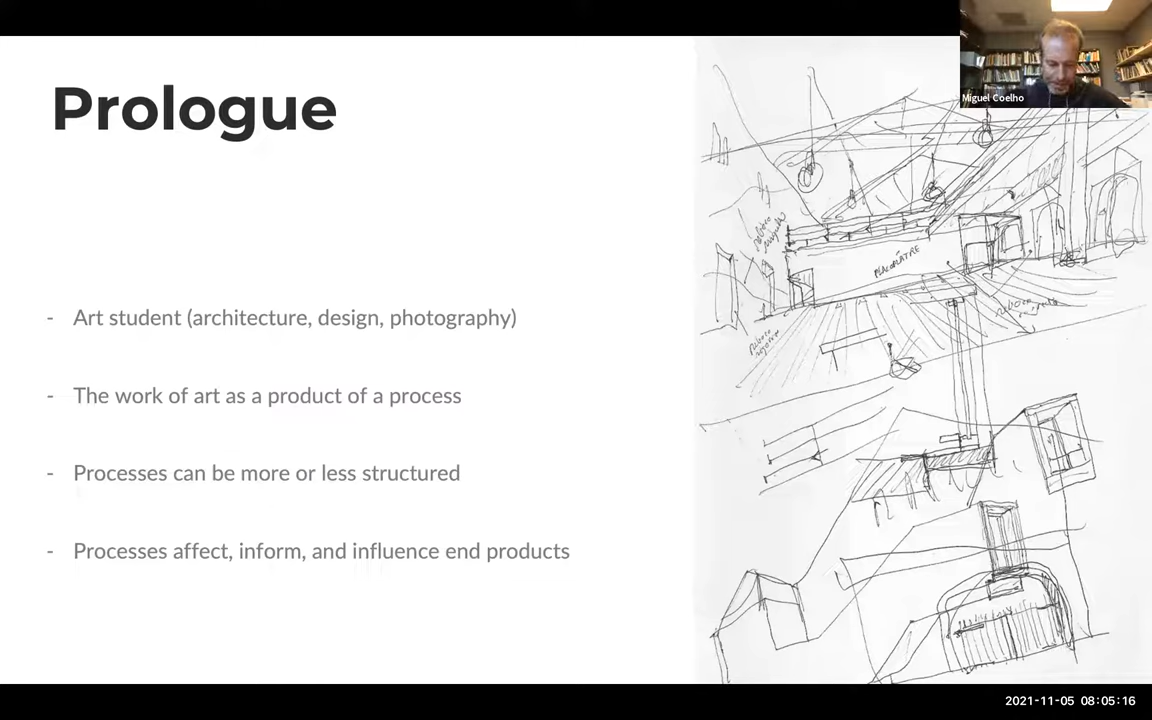 Prologue
- Art student (architecture, design, photography)
- The work of art as a product of a process
- Processes can be more or less structured
- Processes affect, inform, and influence end products
PLACOPLÂTRE
Miguel Coelho
2021-11-05 08:05:16